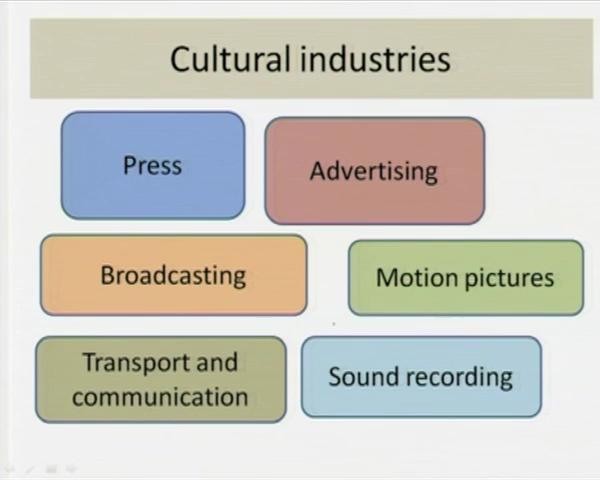 Cultural industries
Press
Advertising
Broadcasting
Motion pictures
Transport and
communication
Sound recording